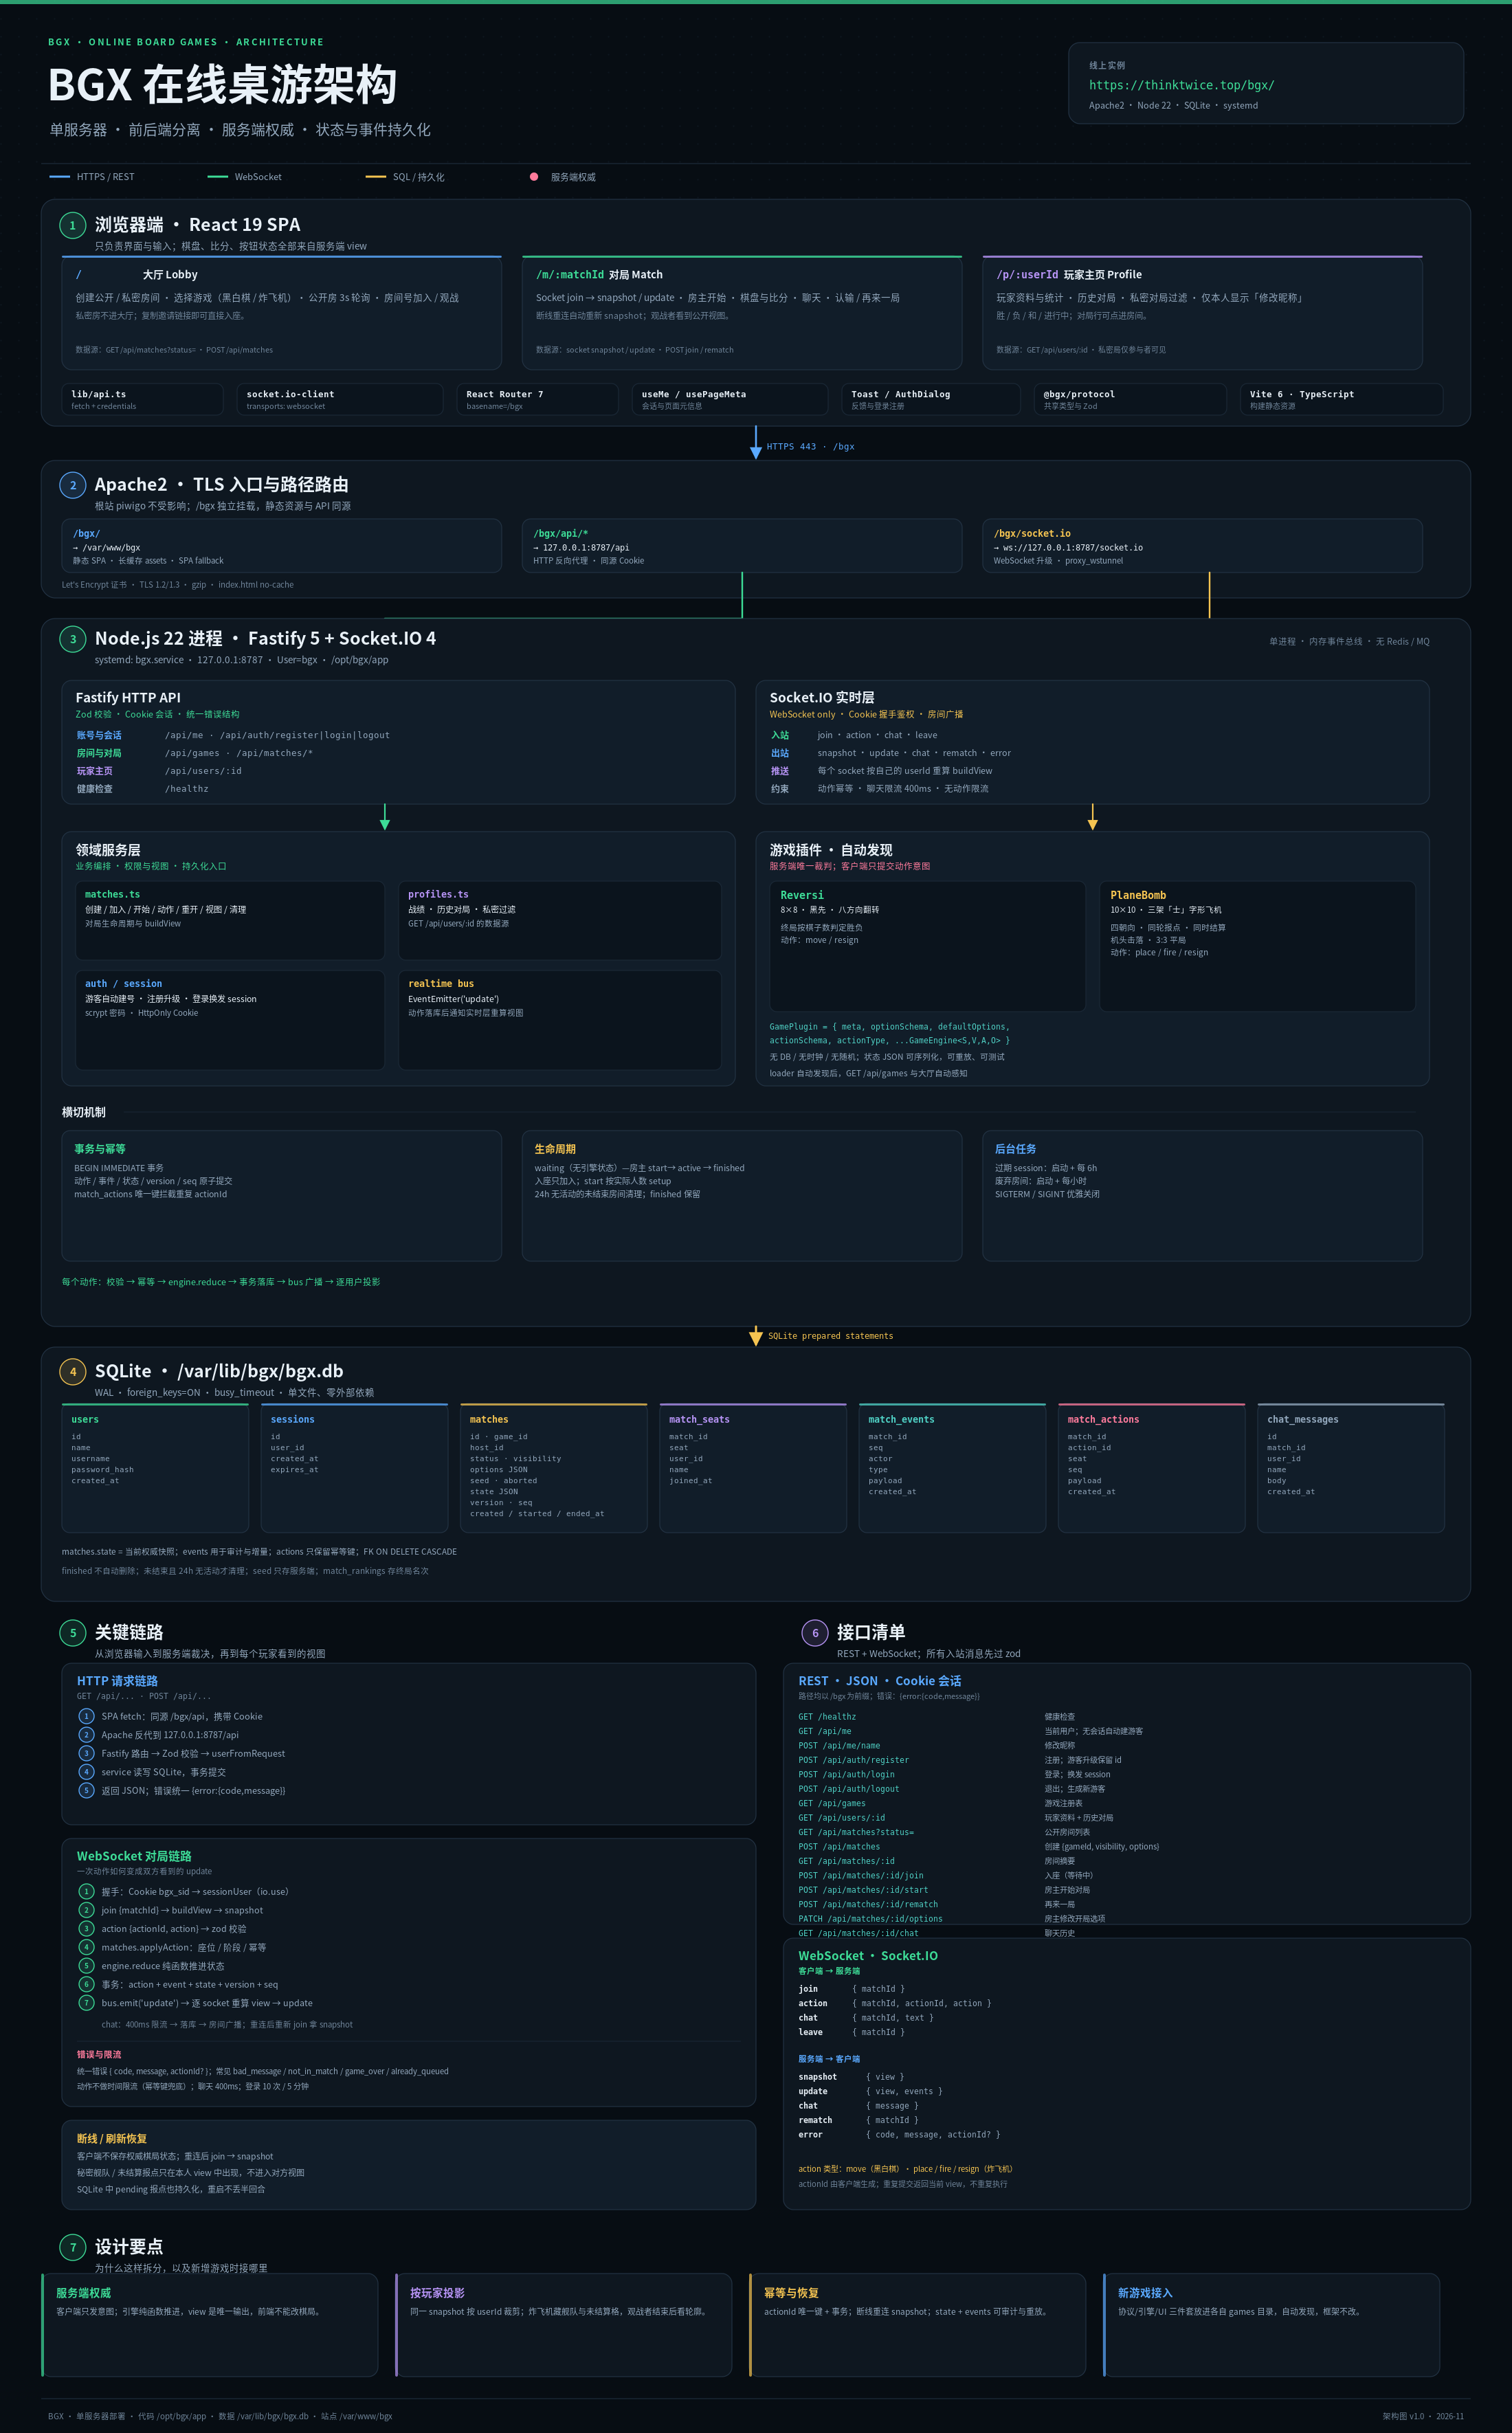 BGX • ONLINE BOARD GAMES • ARCHITECTURE
BGX 在线桌游架构
单服务器 • 前后端分离 • 服务端权威 • 状态与事件持久化
线上实例
https://thinktwice.top/bgx/
Apache2 • Node 22 • SQLite • systemd
HTTPS / REST
WebSocket
SQL / 持久化
服务端权威
1
浏览器端 • React 19 SPA
只负责界面与输入；棋盘、比分、按钮状态全部来自服务端 view
/ 大厅 Lobby
创建公开 / 私密房间 • 选择游戏（黑白棋 / 炸飞机） • 公开房 3s 轮询 • 房间号加入 / 观战
私密房不进大厅；复制邀请链接即可直接入座。
数据源：GET /api/matches?status= • POST /api/matches
/m/:matchId 对局 Match
Socket join → snapshot / update • 房主开始 • 棋盘与比分 • 聊天 • 认输 / 再来一局
断线重连自动重新 snapshot；观战者看到公开视图。
数据源：socket snapshot / update • POST join / rematch
/p/:userId 玩家主页 Profile
玩家资料与统计 • 历史对局 • 私密对局过滤 • 仅本人显示「修改昵称」
胜 / 负 / 和 / 进行中；对局行可点进房间。
数据源：GET /api/users/:id • 私密局仅参与者可见
lib/api.ts
fetch + credentials
socket.io-client
transports: websocket
React Router 7
basename=/bgx
useMe / usePageMeta
会话与页面元信息
Toast / AuthDialog
反馈与登录注册
@bgx/protocol
共享类型与 Zod
Vite 6 · TypeScript
构建静态资源
HTTPS 443 · /bgx
2
Apache2 • TLS 入口与路径路由
根站 piwigo 不受影响；/bgx 独立挂载，静态资源与 API 同源
/bgx/
→ /var/www/bgx
静态 SPA • 长缓存 assets • SPA fallback
/bgx/api/*
→ 127.0.0.1:8787/api
HTTP 反向代理 • 同源 Cookie
/bgx/socket.io
→ ws://127.0.0.1:8787/socket.io
WebSocket 升级 • proxy_wstunnel
Let's Encrypt 证书 • TLS 1.2/1.3 • gzip • index.html no-cache
3
Node.js 22 进程 • Fastify 5 + Socket.IO 4
systemd: bgx.service • 127.0.0.1:8787 • User=bgx • /opt/bgx/app
单进程 • 内存事件总线 • 无 Redis / MQ
Fastify HTTP API
Zod 校验 • Cookie 会话 • 统一错误结构
账号与会话 /api/me · /api/auth/register|login|logout
房间与对局 /api/games · /api/matches/*
玩家主页 /api/users/:id
健康检查 /healthz
Socket.IO 实时层
WebSocket only • Cookie 握手鉴权 • 房间广播
入站 join • action • chat • leave
出站 snapshot • update • chat • rematch • error
推送 每个 socket 按自己的 userId 重算 buildView
约束 动作幂等 • 聊天限流 400ms • 无动作限流
领域服务层
业务编排 • 权限与视图 • 持久化入口
matches.ts
创建 / 加入 / 开始 / 动作 / 重开 / 视图 / 清理
对局生命周期与 buildView
profiles.ts
战绩 • 历史对局 • 私密过滤
GET /api/users/:id 的数据源
auth / session
游客自动建号 • 注册升级 • 登录换发 session
scrypt 密码 • HttpOnly Cookie
realtime bus
EventEmitter('update')
动作落库后通知实时层重算视图
游戏插件 • 自动发现
服务端唯一裁判；客户端只提交动作意图
Reversi
8×8 • 黑先 • 八方向翻转
终局按棋子数判定胜负
动作：move / resign
PlaneBomb
10×10 • 三架「士」字形飞机
四朝向 • 同轮报点 • 同时结算
机头击落 • 3:3 平局
动作：place / fire / resign
GamePlugin = { meta, optionSchema, defaultOptions,
actionSchema, actionType, ...GameEngine<S,V,A,O> }
无 DB / 无时钟 / 无随机；状态 JSON 可序列化，可重放、可测试
loader 自动发现后，GET /api/games 与大厅自动感知
横切机制
事务与幂等
BEGIN IMMEDIATE 事务
动作 / 事件 / 状态 / version / seq 原子提交
match_actions 唯一键拦截重复 actionId
生命周期
waiting（无引擎状态）—房主 start→ active → finished
入座只加入；start 按实际人数 setup
24h 无活动的未结束房间清理；finished 保留
后台任务
过期 session：启动 + 每 6h
废弃房间：启动 + 每小时
SIGTERM / SIGINT 优雅关闭
每个动作：校验 → 幂等 → engine.reduce → 事务落库 → bus 广播 → 逐用户投影
SQLite prepared statements
4
SQLite • /var/lib/bgx/bgx.db
WAL • foreign_keys=ON • busy_timeout • 单文件、零外部依赖
users
id
name
username
password_hash
created_at
sessions
id
user_id
created_at
expires_at
matches
id · game_id
host_id
status · visibility
options JSON
seed · aborted
state JSON
version · seq
created / started / ended_at
match_seats
match_id
seat
user_id
name
joined_at
match_events
match_id
seq
actor
type
payload
created_at
match_actions
match_id
action_id
seat
seq
payload
created_at
chat_messages
id
match_id
user_id
name
body
created_at
matches.state = 当前权威快照；events 用于审计与增量；actions 只保留幂等键；FK ON DELETE CASCADE
finished 不自动删除；未结束且 24h 无活动才清理；seed 只存服务端；match_rankings 存终局名次
5
关键链路
从浏览器输入到服务端裁决，再到每个玩家看到的视图
HTTP 请求链路
GET /api/... · POST /api/...
1 SPA fetch：同源 /bgx/api，携带 Cookie
2 Apache 反代到 127.0.0.1:8787/api
3 Fastify 路由 → Zod 校验 → userFromRequest
4 service 读写 SQLite，事务提交
5 返回 JSON；错误统一 {error:{code,message}}
WebSocket 对局链路
一次动作如何变成双方看到的 update
1 握手：Cookie bgx_sid → sessionUser（io.use）
2 join {matchId} → buildView → snapshot
3 action {actionId, action} → zod 校验
4 matches.applyAction：座位 / 阶段 / 幂等
5 engine.reduce 纯函数推进状态
6 事务：action + event + state + version + seq
7 bus.emit('update') → 逐 socket 重算 view → update
chat：400ms 限流 → 落库 → 房间广播；重连后重新 join 拿 snapshot
错误与限流
统一错误 { code, message, actionId? }；常见 bad_message / not_in_match / game_over / already_queued
动作不做时间限流（幂等键兜底）；聊天 400ms；登录 10 次 / 5 分钟
断线 / 刷新恢复
客户端不保存权威棋局状态；重连后 join → snapshot
秘密舰队 / 未结算报点只在本人 view 中出现，不进入对方视图
SQLite 中 pending 报点也持久化，重启不丢半回合
6
接口清单
REST + WebSocket；所有入站消息先过 zod
REST • JSON • Cookie 会话
路径均以 /bgx 为前缀；错误：{error:{code,message}}
GET /healthz 健康检查
GET /api/me 当前用户；无会话自动建游客
POST /api/me/name 修改昵称
POST /api/auth/register 注册；游客升级保留 id
POST /api/auth/login 登录；换发 session
POST /api/auth/logout 退出；生成新游客
GET /api/games 游戏注册表
GET /api/users/:id 玩家资料 + 历史对局
GET /api/matches?status= 公开房间列表
POST /api/matches 创建 {gameId, visibility, options}
GET /api/matches/:id 房间摘要
POST /api/matches/:id/join 入座（等待中）
POST /api/matches/:id/start 房主开始对局
POST /api/matches/:id/rematch 再来一局
PATCH /api/matches/:id/options 房主修改开局选项
GET /api/matches/:id/chat 聊天历史
WebSocket • Socket.IO
客户端 → 服务端
join { matchId }
action { matchId, actionId, action }
chat { matchId, text }
leave { matchId }
服务端 → 客户端
snapshot { view }
update { view, events }
chat { message }
rematch { matchId }
error { code, message, actionId? }
action 类型：move（黑白棋） • place / fire / resign（炸飞机）
actionId 由客户端生成；重复提交返回当前 view，不重复执行
7
设计要点
为什么这样拆分，以及新增游戏时接哪里
服务端权威
客户端只发意图；引擎纯函数推进，view 是唯一输出，前端不能改棋局。
按玩家投影
同一 snapshot 按 userId 裁剪；炸飞机藏舰队与未结算格，观战者结束后看轮廓。
幂等与恢复
actionId 唯一键 + 事务；断线重连 snapshot；state + events 可审计与重放。
新游戏接入
协议/引擎/UI 三件套放进各自 games 目录，自动发现，框架不改。
BGX • 单服务器部署 • 代码 /opt/bgx/app • 数据 /var/lib/bgx/bgx.db • 站点 /var/www/bgx
架构图 v1.0 • 2026-11